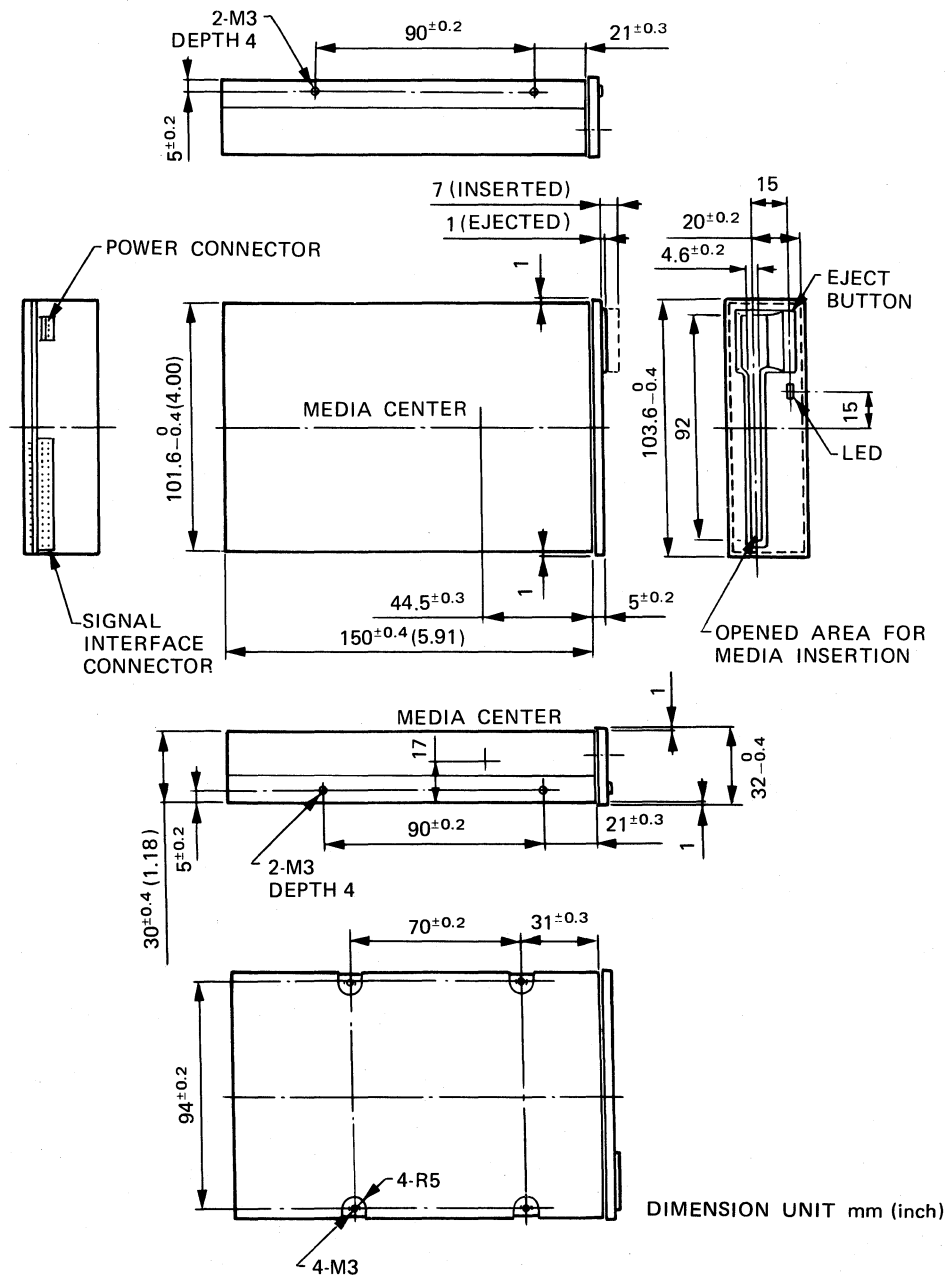 2-M3
DEPTH 4
90±0.2
21±0.3
5±0.2
7 (INSERTED)
1 (EJECTED)
15
20±0.2
4.6±0.2
POWER CONNECTOR
EJECT
BUTTON
1
101.6 0 −0.4 (4.00)
MEDIA CENTER
103.6 0 −0.4
92
15
LED
1
44.5±0.3
5±0.2
150±0.4 (5.91)
SIGNAL
INTERFACE
CONNECTOR
OPENED AREA FOR
MEDIA INSERTION
MEDIA CENTER
1
17
32 0 −0.4
30±0.4 (1.18)
5±0.2
90±0.2
21±0.3
1
2-M3
DEPTH 4
70±0.2
31±0.3
94±0.2
4-R5
4-M3
DIMENSION UNIT mm (inch)